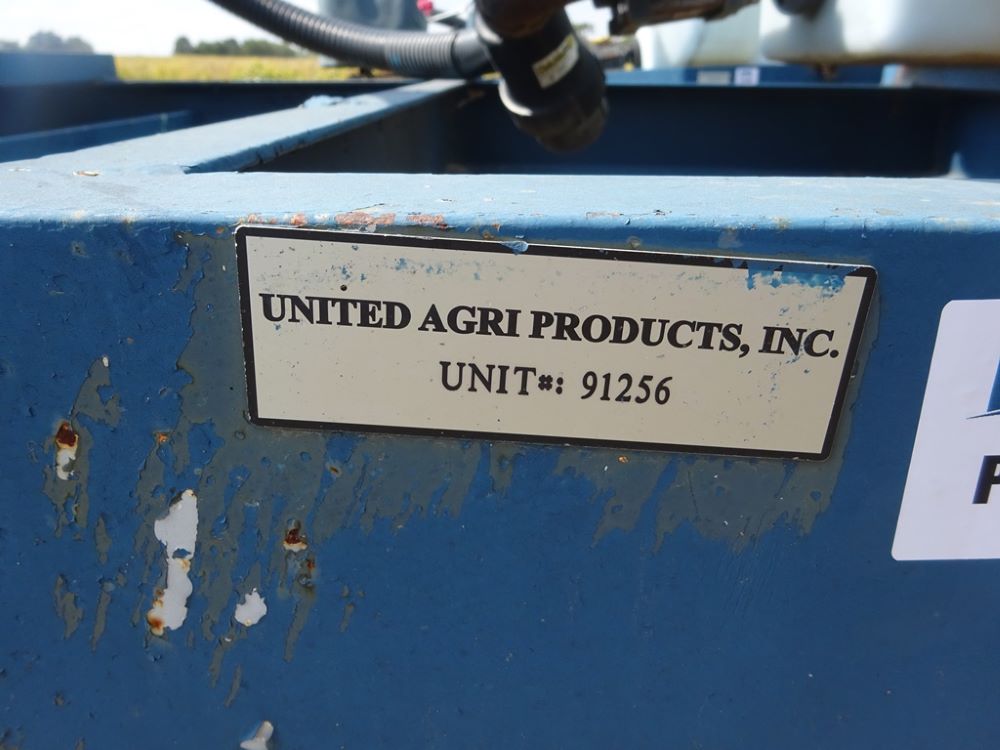 UNITED AGRI PRODUCTS, INC.
UNIT#: 91256